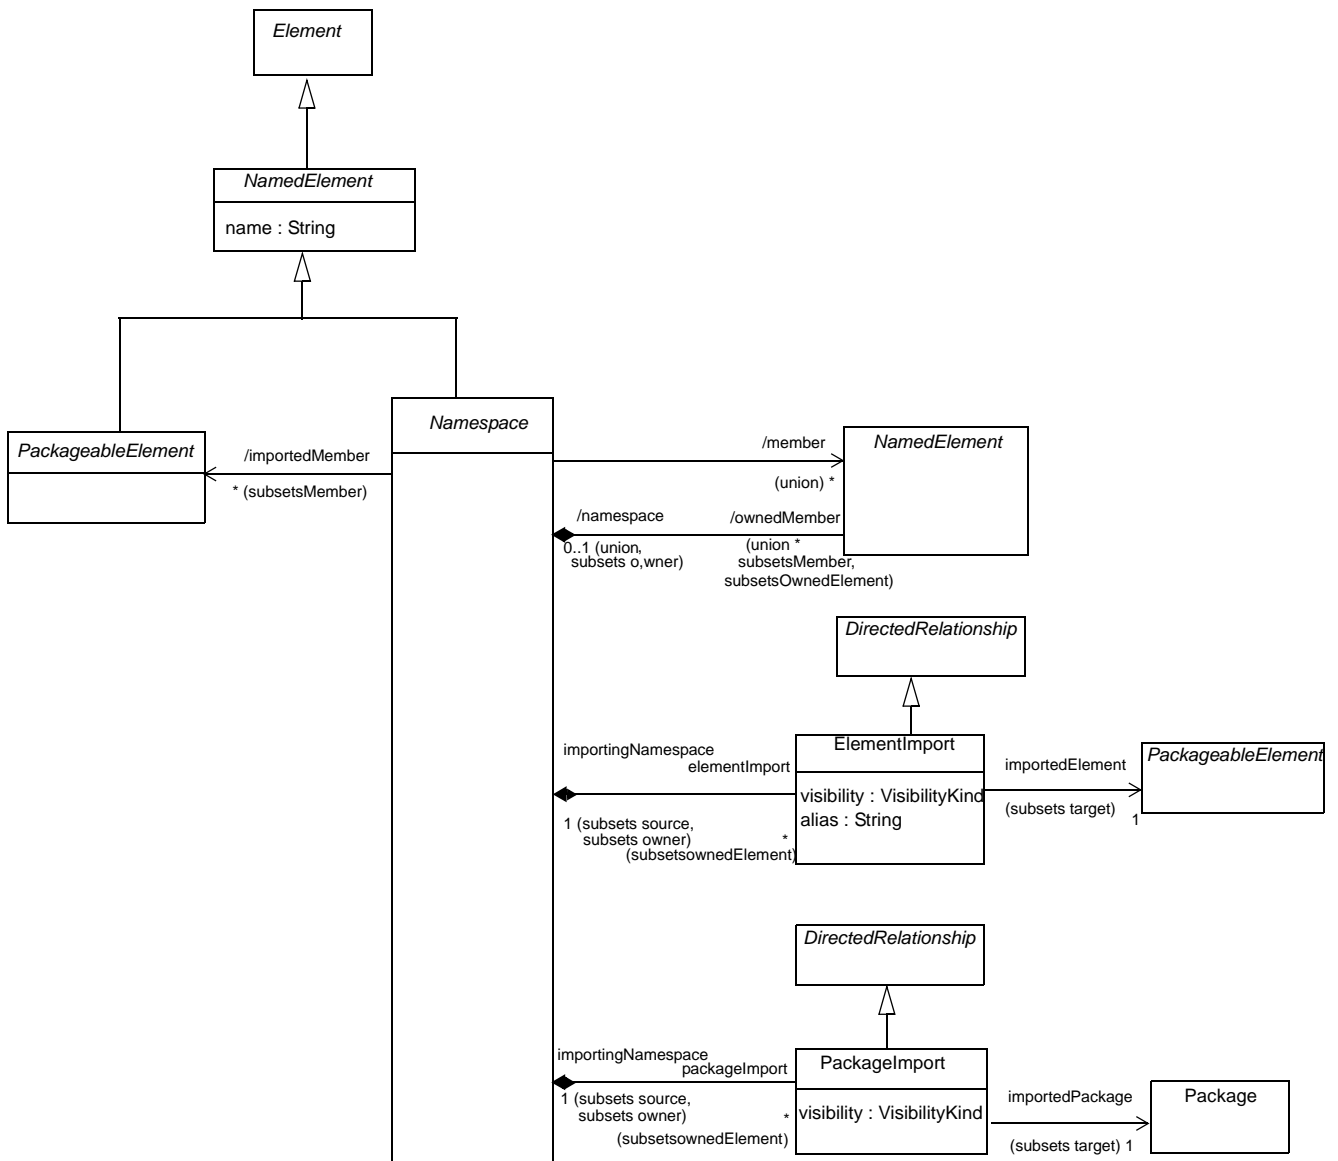 Element
NamedElement
name : String
Namespace
PackageableElement
/importedMember
* (subsetsMember)
/member
(union) *
NamedElement
/namespace
/ownedMember
0..1 (union,
subsets o,wner)
(union *
subsetsMember,
subsetsOwnedElement)
DirectedRelationship
ElementImport
visibility : VisibilityKind
alias : String
importingNamespace
elementImport
1 (subsets source,
subsets owner)
*
(subsetsownedElement)
importedElement
(subsets target)
1
PackageableElement
DirectedRelationship
PackageImport
visibility : VisibilityKind
importingNamespace
packageImport
1 (subsets source,
subsets owner)
*
(subsetsownedElement)
importedPackage
(subsets target) 1
Package